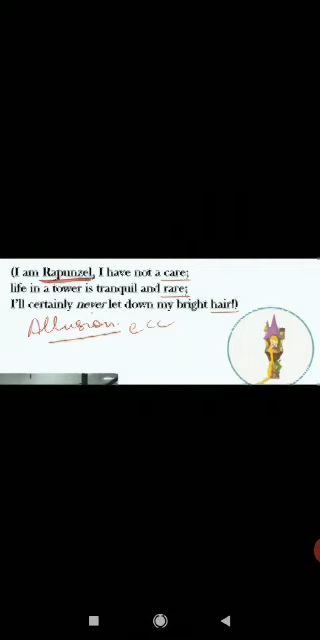 (I am Rapunzel, I have not a care;
life in a tower is tranquil and rare;
I'll certainly never let down my bright hair!)
Allusion. ecc